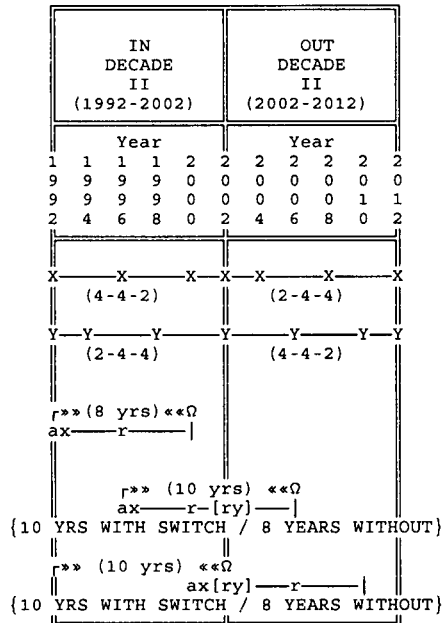 IN OUT
DECADE DECADE
II II
(1992-2002) (2002-2012)
Year Year
1 1 1 1 2 2 2 2 2 2 2
9 9 9 9 0 0 0 0 0 0 0
9 9 9 9 0 0 0 0 0 1 1
2 4 6 8 0 2 4 6 8 0 2
X——X——X—X—X——X——X
(4-4-2) (2-4-4)
Y—Y——Y——Y——Y——Y—Y
(2-4-4) (4-4-2)
┌»»(8 yrs)««Ω
ax——r——|
┌»» (10 yrs) ««Ω
ax——r—[ry]——|
{10 YRS WITH SWITCH / 8 YEARS WITHOUT}
┌»» (10 yrs) ««Ω
ax[ry]——r——|
{10 YRS WITH SWITCH / 8 YEARS WITHOUT}